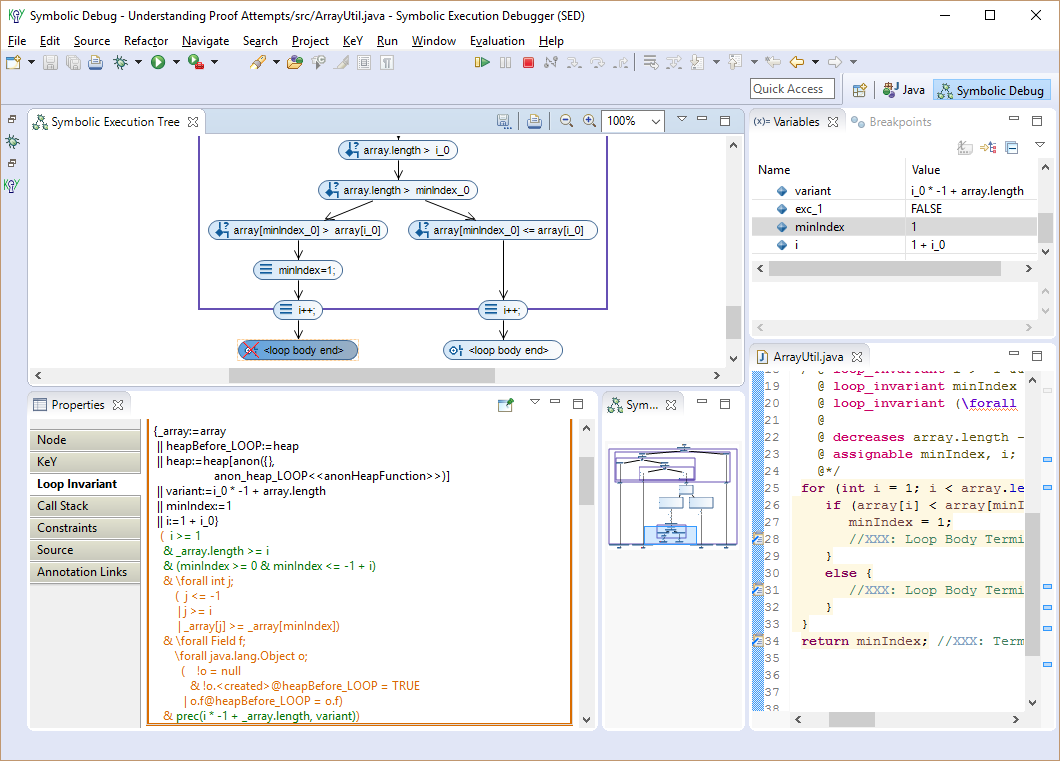 Symbolic Debug - Understanding Proof Attempts/src/ArrayUtil.java - Symbolic Execution Debugger (SED)
File Edit Source Refactor Navigate Search Project KeY Run Window Evaluation Help
Quick Access
Java
Symbolic Debug
Symbolic Execution Tree
100%
array.length > i_0
array.length > minIndex_0
array[minIndex_0] > array[i_0]
array[minIndex_0] <= array[i_0]
minIndex=1;
i++;
i++;
<loop body end>
<loop body end>
(x)= Variables
Breakpoints
Name Value
variant i_0 * -1 + array.length
exc_1 FALSE
minIndex 1
i 1 + i_0
Properties
Node
KeY
Loop Invariant
Call Stack
Constraints
Source
Annotation Links
{_array:=array
|| heapBefore_LOOP:=heap
|| heap:=heap[anon({},
anon_heap_LOOP<<anonHeapFunction>>)]
|| variant:=i_0 * -1 + array.length
|| minIndex:=1
|| i:=1 + i_0}
( i >= 1
& _array.length >= i
& (minIndex >= 0 & minIndex <= -1 + i)
& \forall int j;
( j <= -1
| j >= i
| _array[j] >= _array[minIndex])
& \forall Field f;
\forall java.lang.Object o;
( !o = null
& !o.<created>@heapBefore_LOOP = TRUE
| o.f@heapBefore_LOOP = o.f)
& prec(i * -1 + _array.length, variant))
Sym...
ArrayUtil.java
19 @ loop_invariant minIndex
20 @ loop_invariant (\forall
21 @
22 @ decreases array.length -
23 @ assignable minIndex, i;
24 @*/
25 for (int i = 1; i < array.le
26 if (array[i] < array[minI
27 minIndex = 1;
28 //XXX: Loop Body Termi
29 }
30 else {
31 //XXX: Loop Body Termi
32 }
33 }
34 return minIndex; //XXX: Term
35
36
37
38